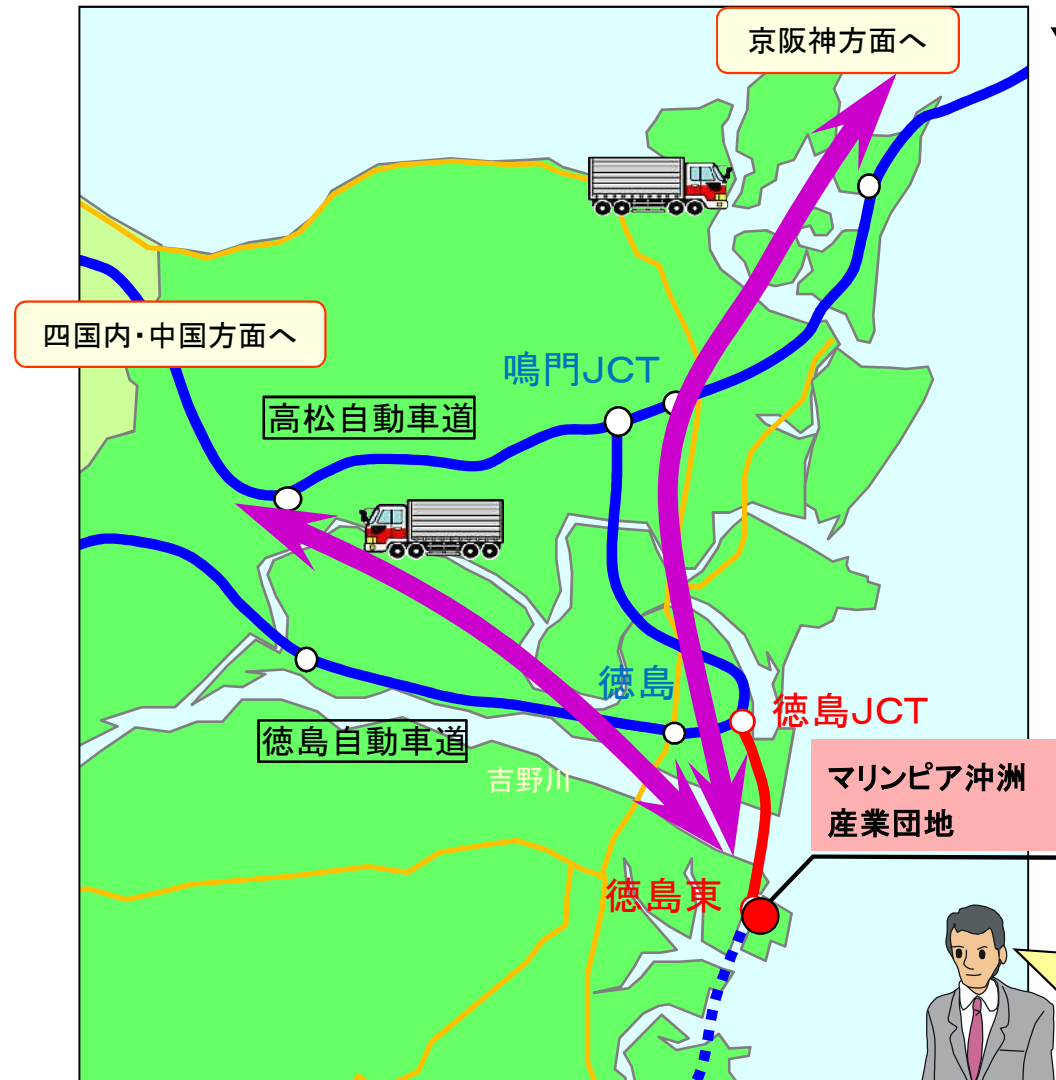 京阪神方面へ
四国内・中国方面へ
鳴門JCT
高松自動車道
徳島
徳島JCT
徳島自動車道
吉野川
マリンピア沖洲
産業団地
徳島東